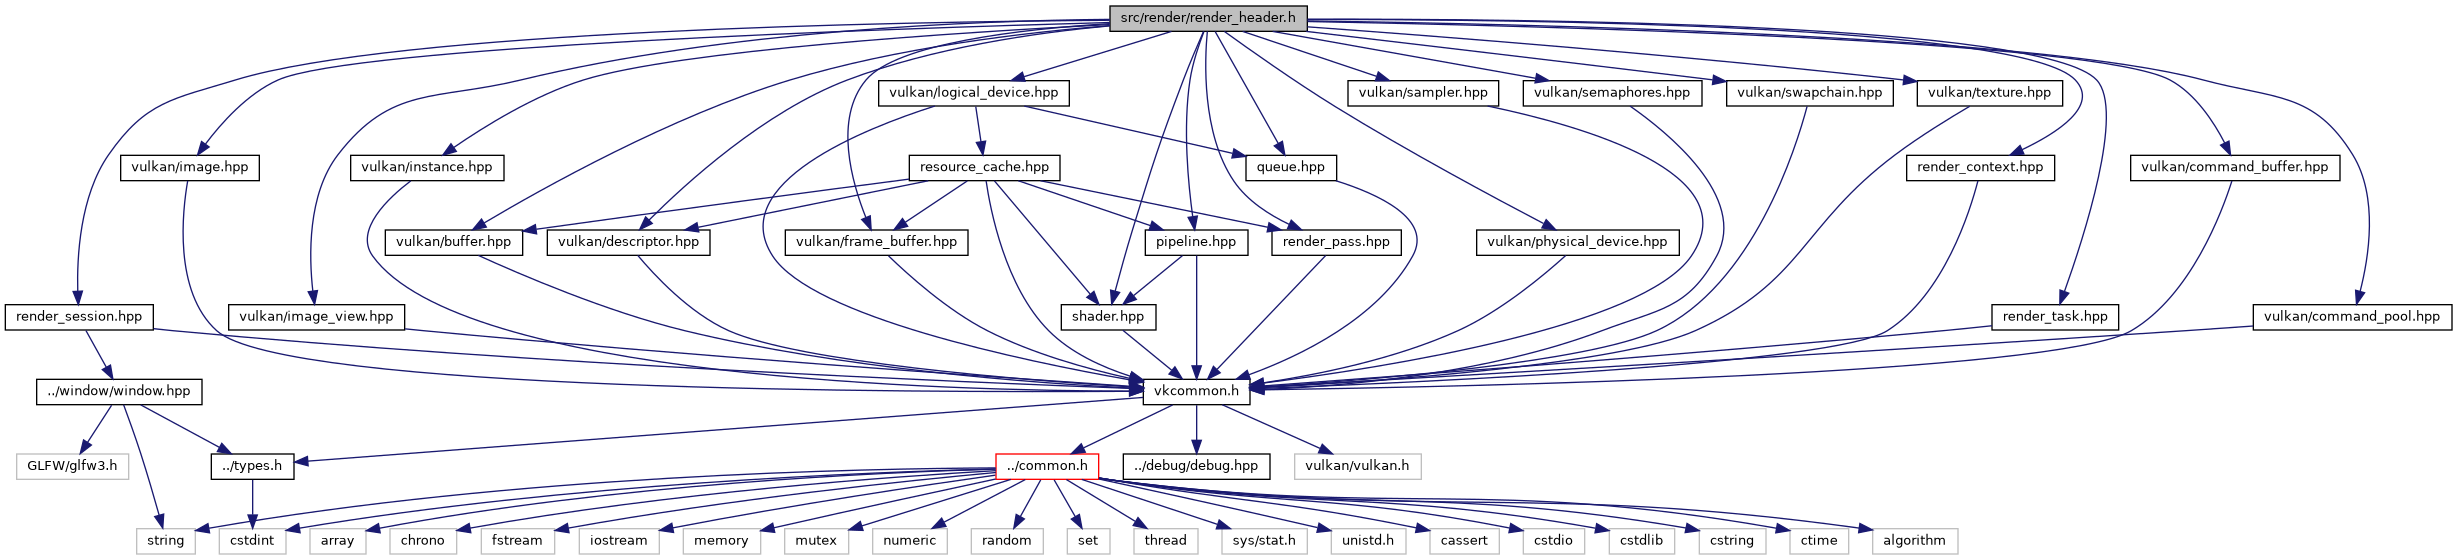 src/render/render_header.h
vulkan/logical_device.hpp
vulkan/sampler.hpp
vulkan/semaphores.hpp
vulkan/swapchain.hpp
vulkan/texture.hpp
vulkan/image.hpp
vulkan/instance.hpp
resource_cache.hpp
queue.hpp
render_context.hpp
vulkan/command_buffer.hpp
vulkan/buffer.hpp
vulkan/descriptor.hpp
vulkan/frame_buffer.hpp
pipeline.hpp
render_pass.hpp
vulkan/physical_device.hpp
render_session.hpp
vulkan/image_view.hpp
shader.hpp
render_task.hpp
vulkan/command_pool.hpp
../window/window.hpp
vkcommon.h
GLFW/glfw3.h
../types.h
../common.h
../debug/debug.hpp
vulkan/vulkan.h
string
cstdint
array
chrono
fstream
iostream
memory
mutex
numeric
random
set
thread
sys/stat.h
unistd.h
cassert
cstdio
cstdlib
cstring
ctime
algorithm